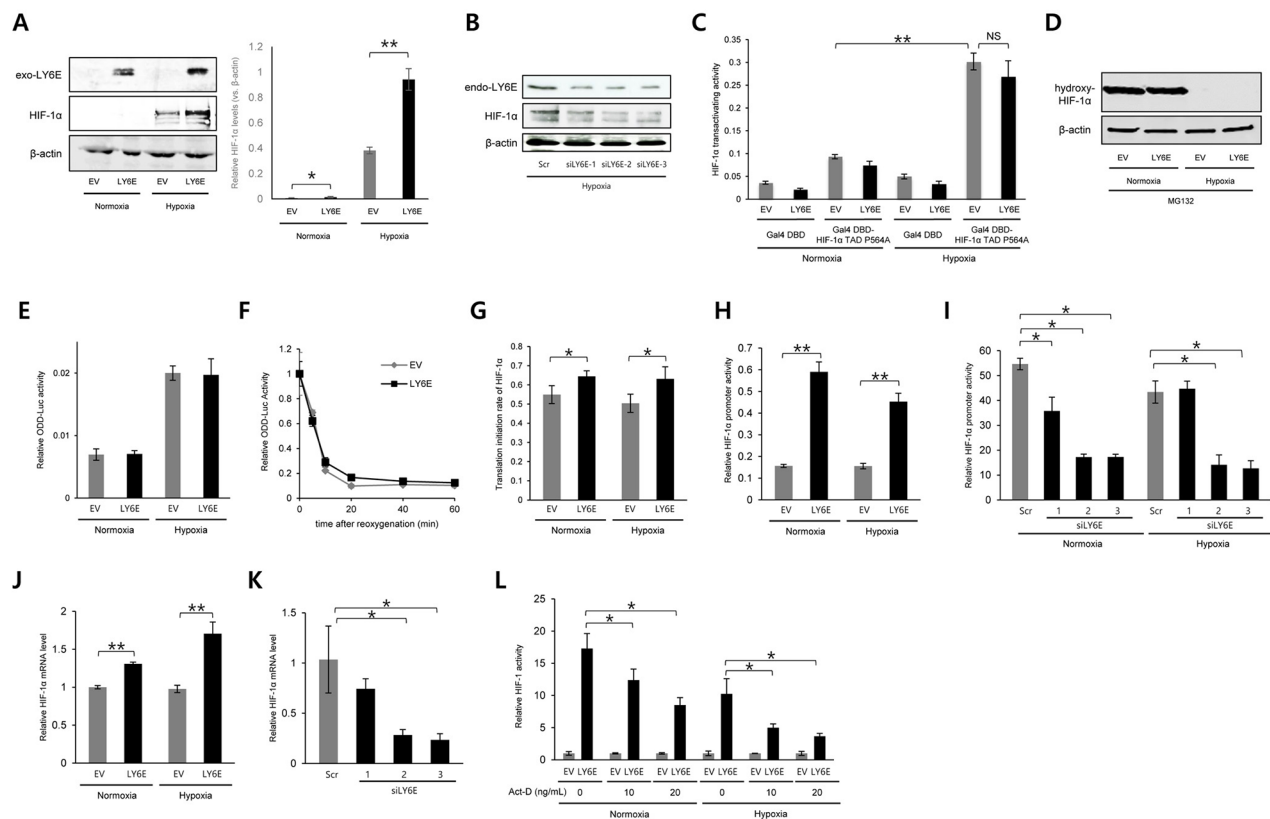 A
exo-LY6E
HIF-1α
β-actin
EV LY6E EV LY6E
Normoxia Hypoxia
Relative HIF-1α levels (vs. β-actin)
1.2
1
0.8
0.6
0.4
0.2
0
*
**
EV LY6E EV LY6E
Normoxia Hypoxia
B
endo-LY6E
HIF-1α
β-actin
Scr siLY6E-1 siLY6E-2 siLY6E-3
Hypoxia
C
HIF-1α transactivating activity
0.35
0.3
0.25
0.2
0.15
0.1
0.05
0
**
NS
EV LY6E EV LY6E EV LY6E EV LY6E
Gal4 DBD Gal4 DBD- Gal4 DBD Gal4 DBD-
HIF-1α TAD P564A HIF-1α TAD P564A
Normoxia Hypoxia
D
hydroxy-
HIF-1α
β-actin
EV LY6E EV LY6E
Normoxia Hypoxia
MG132
E
Relative ODD-Luc activity
0.02
0.01
0
EV LY6E EV LY6E
Normoxia Hypoxia
F
Relative ODD-Luc Activity
1.2
1
0.8
0.6
0.4
0.2
0
EV
LY6E
0 20 40 60
time after reoxygenation (min)
G
Translation initiation rate of HIF-1α
0.8
0.7
0.6
0.5
0.4
0.3
0.2
0.1
0
* *
EV LY6E EV LY6E
Normoxia Hypoxia
H
Relative HIF-1α promoter activity
0.7
0.6
0.5
0.4
0.3
0.2
0.1
0
** **
EV LY6E EV LY6E
Normoxia Hypoxia
I
Relative HIF-1α promoter activity
60
50
40
30
20
10
0
*
*
*
*
*
Scr 1 2 3 Scr 1 2 3
siLY6E siLY6E
Normoxia Hypoxia
J
Relative HIF-1α mRNA level
2
1.5
1
0.5
0
** **
EV LY6E EV LY6E
Normoxia Hypoxia
K
Relative HIF-1α mRNA level
1.5
1
0.5
0
*
*
Scr 1 2 3
siLY6E
L
Relative HIF-1 activity
25
20
15
10
5
0
*
*
*
*
EV LY6E EV LY6E EV LY6E EV LY6E EV LY6E EV LY6E
Act-D (ng/mL) 0 10 20 0 10 20
Normoxia Hypoxia